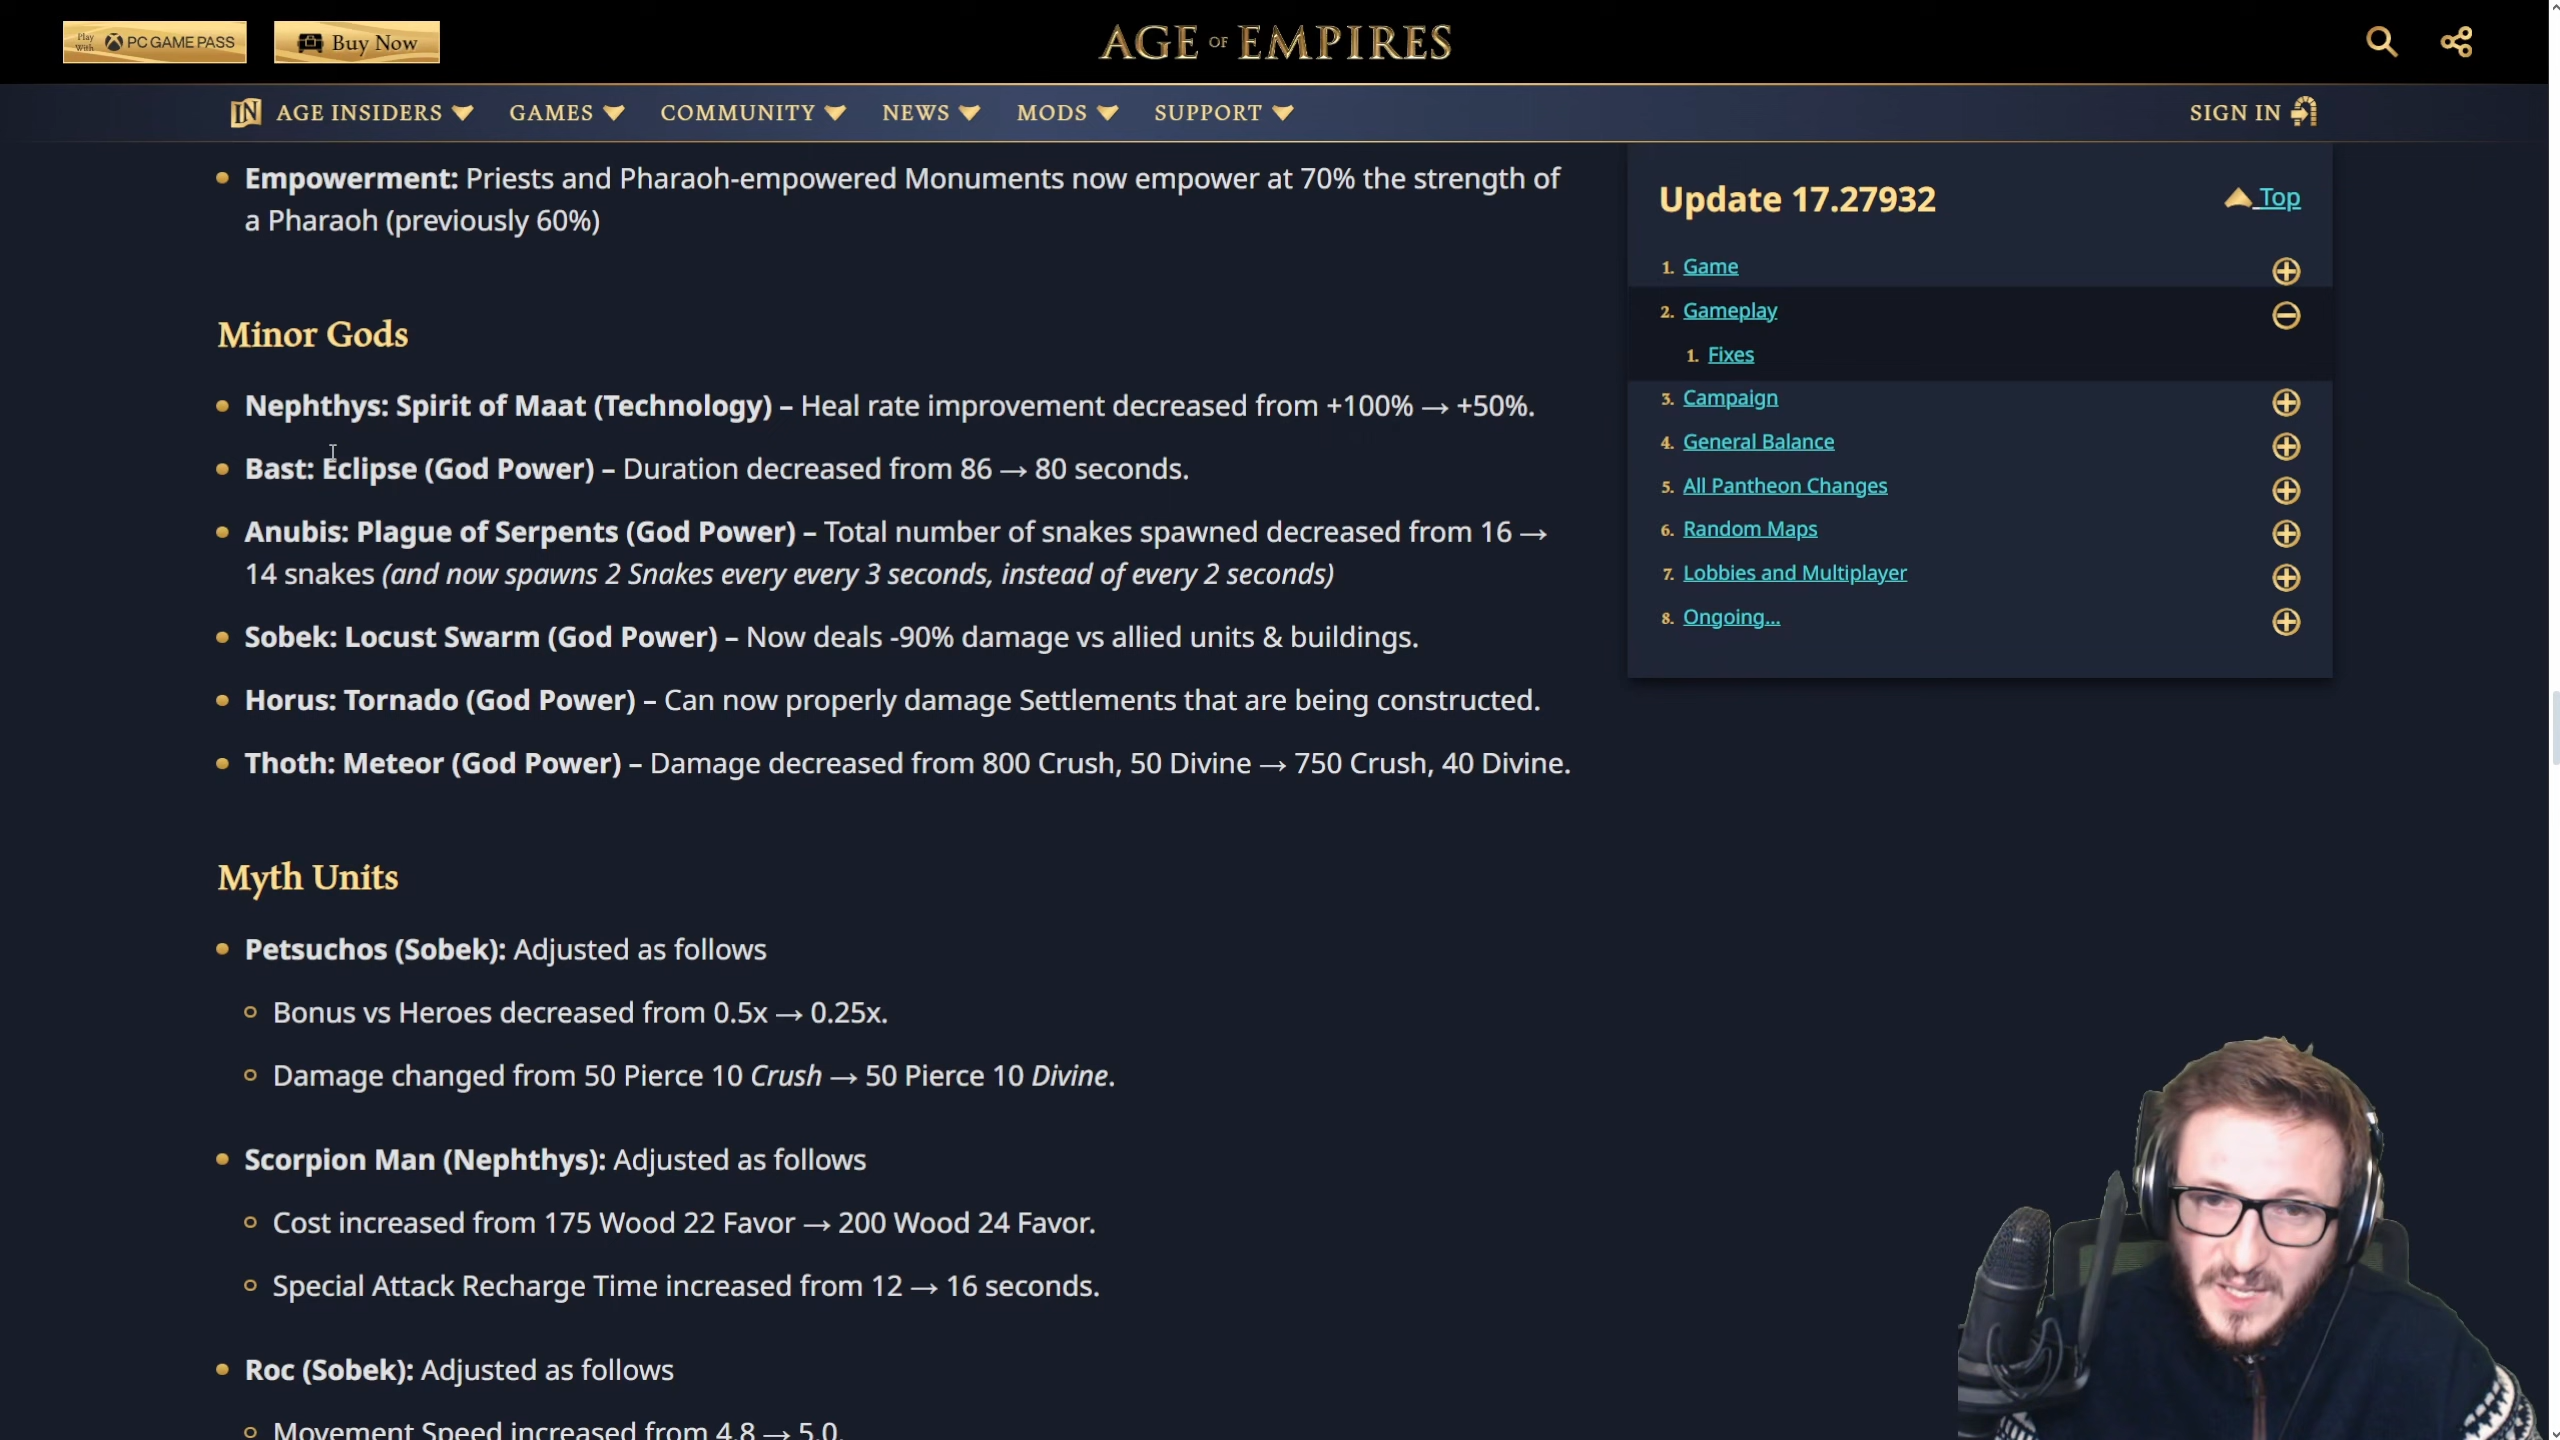 Play With PC GAME PASS
Buy Now
AGE OF EMPIRES
IN AGE INSIDERS
GAMES
COMMUNITY
NEWS
MODS
SUPPORT
SIGN IN
Empowerment: Priests and Pharaoh-empowered Monuments now empower at 70% the strength of
a Pharaoh (previously 60%)
Minor Gods
Nephthys: Spirit of Maat (Technology) – Heal rate improvement decreased from +100% → +50%.
Bast: Eclipse (God Power) – Duration decreased from 86 → 80 seconds.
Anubis: Plague of Serpents (God Power) – Total number of snakes spawned decreased from 16 →
14 snakes (and now spawns 2 Snakes every every 3 seconds, instead of every 2 seconds)
Sobek: Locust Swarm (God Power) – Now deals -90% damage vs allied units & buildings.
Horus: Tornado (God Power) – Can now properly damage Settlements that are being constructed.
Thoth: Meteor (God Power) – Damage decreased from 800 Crush, 50 Divine → 750 Crush, 40 Divine.
Myth Units
Petsuchos (Sobek): Adjusted as follows
Bonus vs Heroes decreased from 0.5x → 0.25x.
Damage changed from 50 Pierce 10 Crush → 50 Pierce 10 Divine.
Scorpion Man (Nephthys): Adjusted as follows
Cost increased from 175 Wood 22 Favor → 200 Wood 24 Favor.
Special Attack Recharge Time increased from 12 → 16 seconds.
Roc (Sobek): Adjusted as follows
Movement Speed increased from 4.8 → 5.0.
Update 17.27932
Top
1. Game
2. Gameplay
1. Fixes
3. Campaign
4. General Balance
5. All Pantheon Changes
6. Random Maps
7. Lobbies and Multiplayer
8. Ongoing...